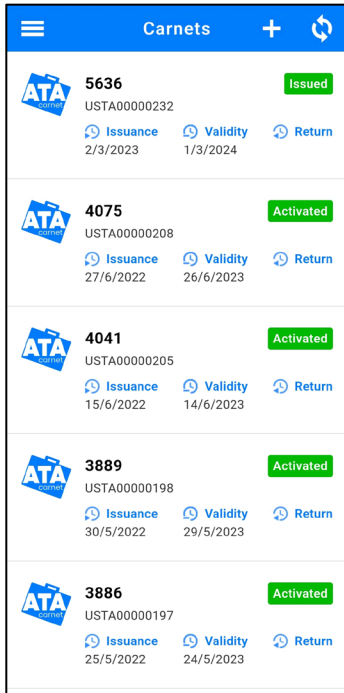 Carnets
ATA carnet
5636
Issued
USTA00000232
Issuance Validity Return
2/3/2023 1/3/2024
ATA carnet
4075
Activated
USTA00000208
Issuance Validity Return
27/6/2022 26/6/2023
ATA carnet
4041
Activated
USTA00000205
Issuance Validity Return
15/6/2022 14/6/2023
ATA carnet
3889
Activated
USTA00000198
Issuance Validity Return
30/5/2022 29/5/2023
ATA carnet
3886
Activated
USTA00000197
Issuance Validity Return
25/5/2022 24/5/2023